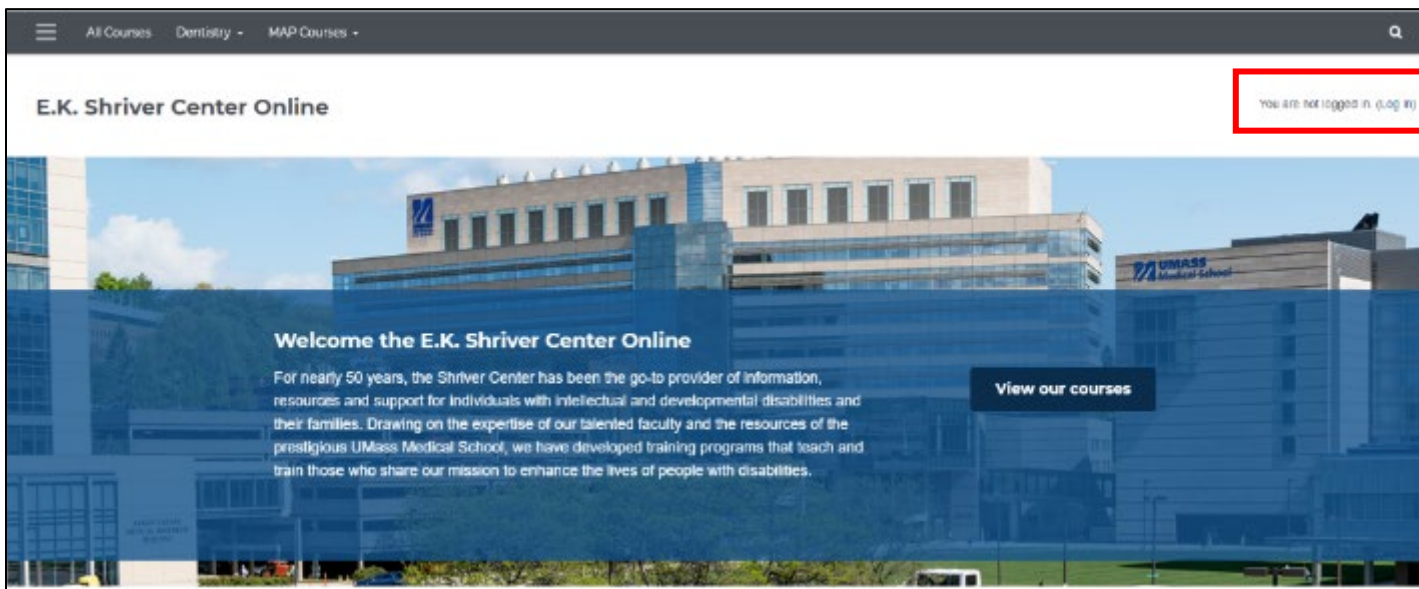 All Courses Dentistry MAP Courses
E.K. Shriver Center Online
You are not logged in. (Log in)
UMASS
Medical School
Welcome the E.K. Shriver Center Online
For nearly 50 years, the Shriver Center has been the go-to provider of information,
resources and support for individuals with intellectual and developmental disabilities and
their families. Drawing on the expertise of our talented faculty and the resources of the
prestigious UMass Medical School, we have developed training programs that teach and
train those who share our mission to enhance the lives of people with disabilities.
View our courses